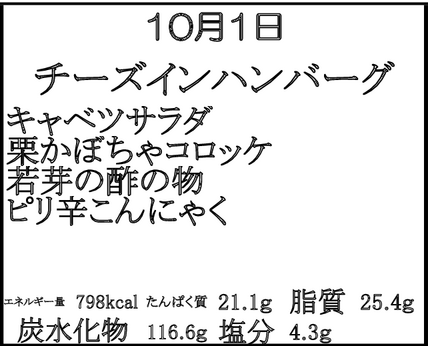 10月1日
チーズインハンバーグ
キャベツサラダ
栗かぼちゃコロッケ
若芽の酢の物
ピリ辛こんにゃく
エネルギー量 798kcal たんぱく質 21.1g 脂質 25.4g
炭水化物 116.6g 塩分 4.3g